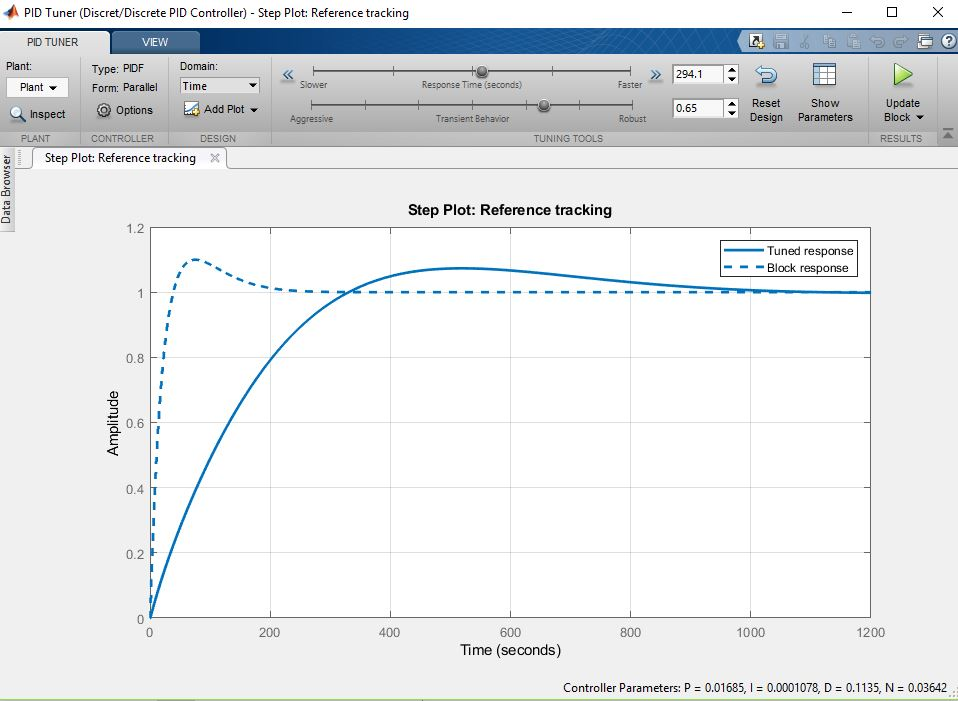 PID Tuner (Discret/Discrete PID Controller) - Step Plot: Reference tracking
PID TUNER
VIEW
Plant:
Plant
Inspect
PLANT
Type: PIDF
Form: Parallel
Options
CONTROLLER
Domain:
Time
Add Plot
DESIGN
Slower
Response Time (seconds)
Faster
294.1
Aggressive
Transient Behavior
Robust
0.65
Reset
Design
Show
Parameters
TUNING TOOLS
Update
Block
RESULTS
Data Browser
Step Plot: Reference tracking
Step Plot: Reference tracking
Tuned response
Block response
1.2
1
0.8
0.6
0.4
0.2
0
Amplitude
0 200 400 600 800 1000 1200
Time (seconds)
Controller Parameters: P = 0.01685, I = 0.0001078, D = 0.1135, N = 0.03642